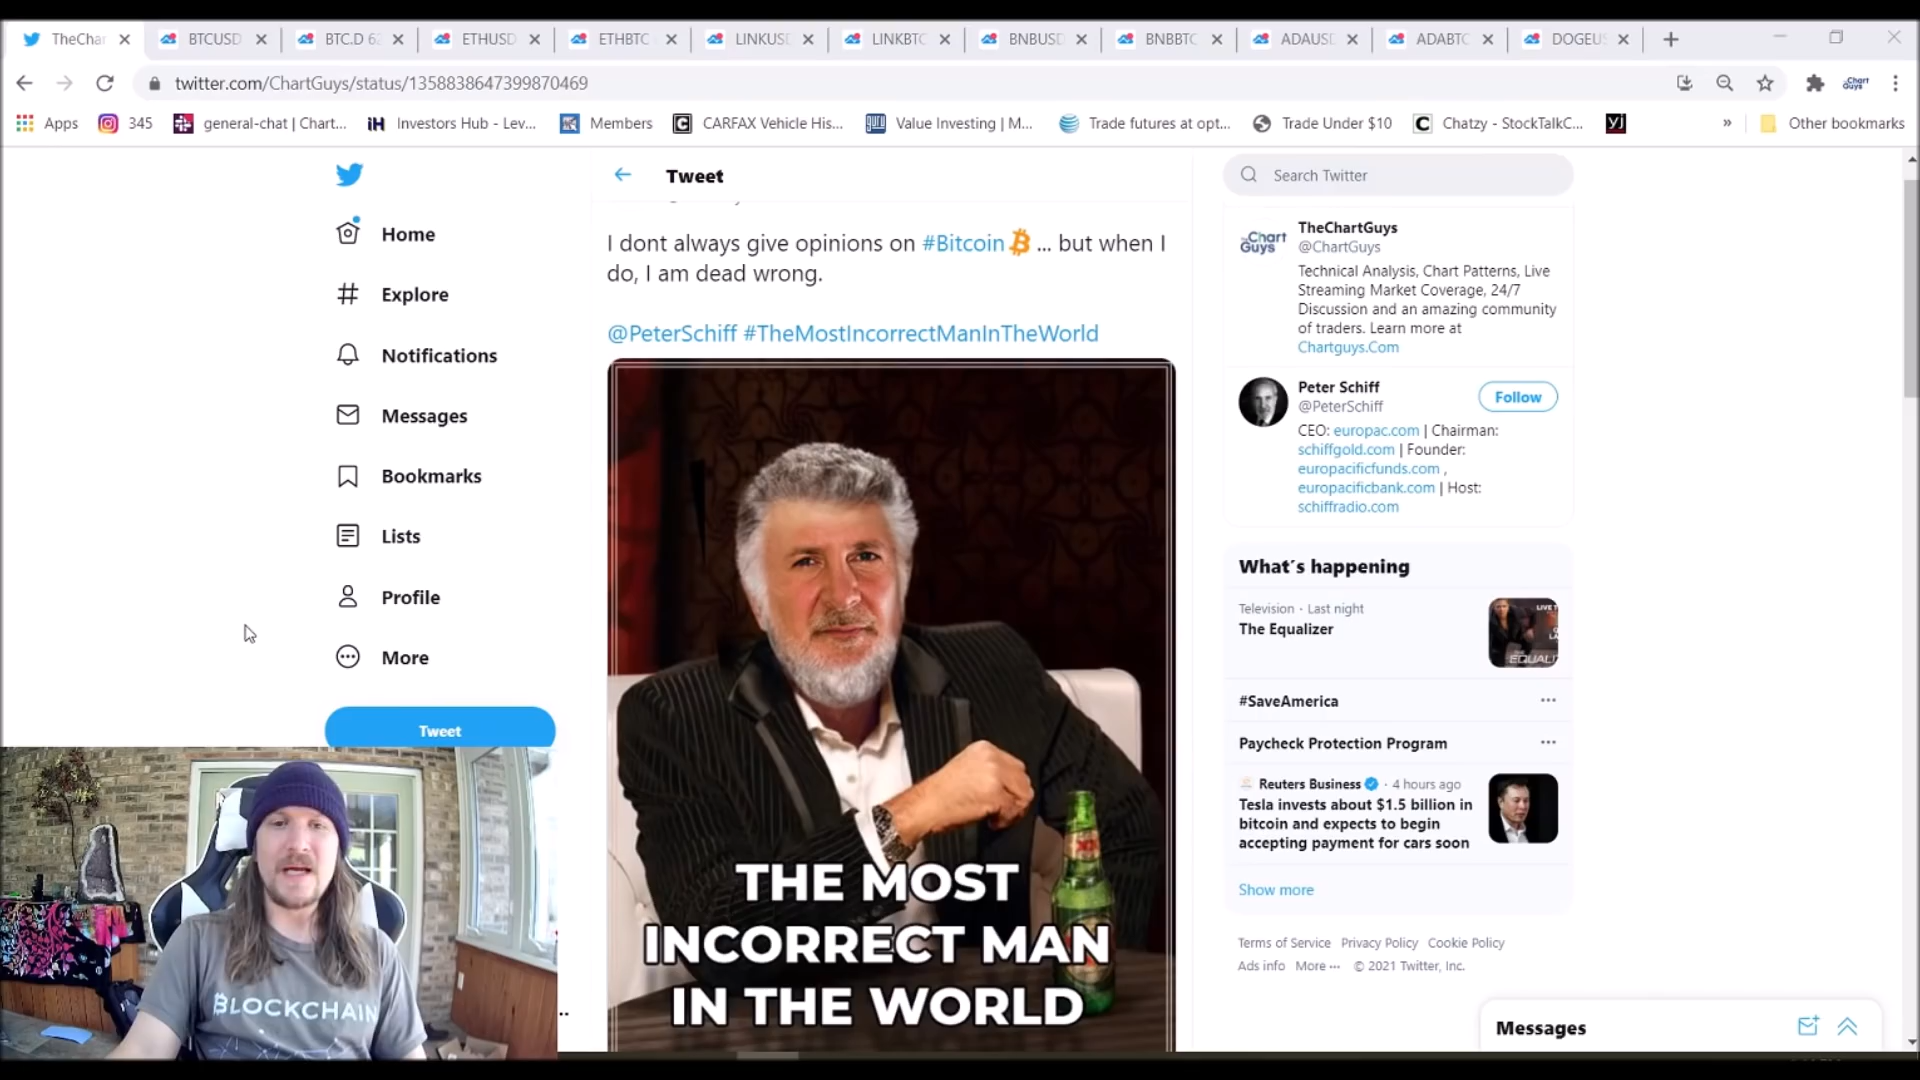 TheChar
BTCUSD
BTC.D 62
ETHUSD
ETHBTC
LINKUSD
LINKBTC
BNBUSD
BNBBTC
ADAUSD
ADABTC
DOGEUS
twitter.com/ChartGuys/status/1358838647399870469
Chart
Guys
Apps
345
general-chat | Chart...
iH
Investors Hub - Lev...
Members
C
CARFAX Vehicle His...
guru
Value Investing | M...
Trade futures at opt...
Trade Under $10
C
Chatzy - StockTalkC...
yj
»
Other bookmarks
Home
Explore
Notifications
Messages
Bookmarks
Lists
Profile
More
Tweet
Tweet
I dont always give opinions on #Bitcoin ... but when I
do, I am dead wrong.
@PeterSchiff #TheMostIncorrectManInTheWorld
THE MOST
INCORRECT MAN
IN THE WORLD
BLOCKCHAIN
Search Twitter
Chart
Guys
TheChartGuys
@ChartGuys
Technical Analysis, Chart Patterns, Live
Streaming Market Coverage, 24/7
Discussion and an amazing community
of traders. Learn more at
Chartguys.Com
Peter Schiff
@PeterSchiff
Follow
CEO: europac.com | Chairman:
schiffgold.com | Founder:
europacificfunds.com ,
europacificbank.com | Host:
schiffradio.com
What's happening
Television · Last night
The Equalizer
#SaveAmerica
Paycheck Protection Program
Reuters Business · 4 hours ago
Tesla invests about $1.5 billion in
bitcoin and expects to begin
accepting payment for cars soon
Show more
Terms of Service Privacy Policy Cookie Policy
Ads info More ··· © 2021 Twitter, Inc.
Messages